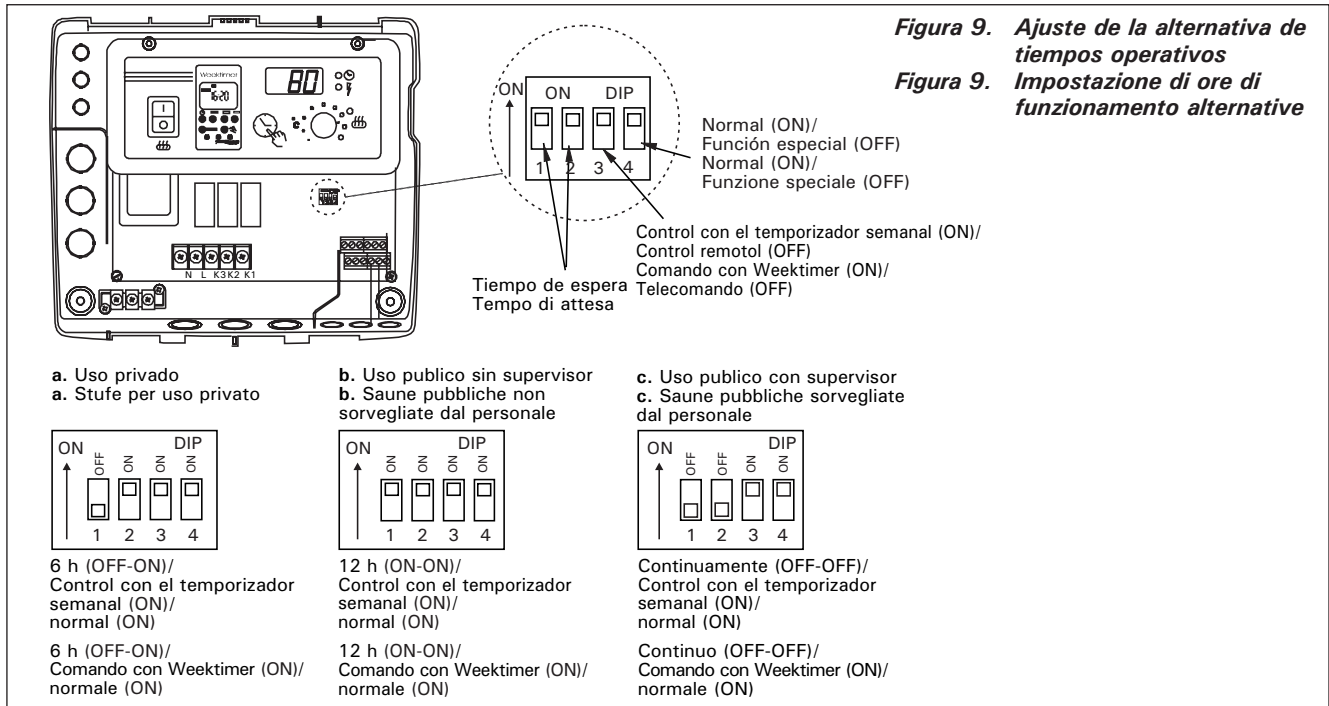 Figura 9. Ajuste de la alternativa de
tiempos operativos
Figura 9. Impostazione di ore di
funzionamento alternative
Weektimer
16:20
80
I
O
N L K3 K2 K1
ON
ON DIP
1 2 3 4
Normal (ON)/
Función especial (OFF)
Normal (ON)/
Funzione speciale (OFF)
Control con el temporizador semanal (ON)/
Control remotol (OFF)
Comando con Weektimer (ON)/
Telecomando (OFF)
Tiempo de espera
Tempo di attesa
a. Uso privado
a. Stufe per uso privato
ON DIP
OFF ON ON ON
1 2 3 4
6 h (OFF-ON)/
Control con el temporizador
semanal (ON)/
normal (ON)
6 h (OFF-ON)/
Comando con Weektimer (ON)/
normale (ON)
b. Uso publico sin supervisor
b. Saune pubbliche non
sorvegliate dal personale
ON DIP
ON ON ON ON
1 2 3 4
12 h (ON-ON)/
Control con el temporizador
semanal (ON)/
normal (ON)
12 h (ON-ON)/
Comando con Weektimer (ON)/
normale (ON)
c. Uso publico con supervisor
c. Saune pubbliche sorvegliate
dal personale
ON DIP
OFF OFF ON ON
1 2 3 4
Continuamente (OFF-OFF)/
Control con el temporizador
semanal (ON)/
normal (ON)
Continuo (OFF-OFF)/
Comando con Weektimer (ON)/
normale (ON)